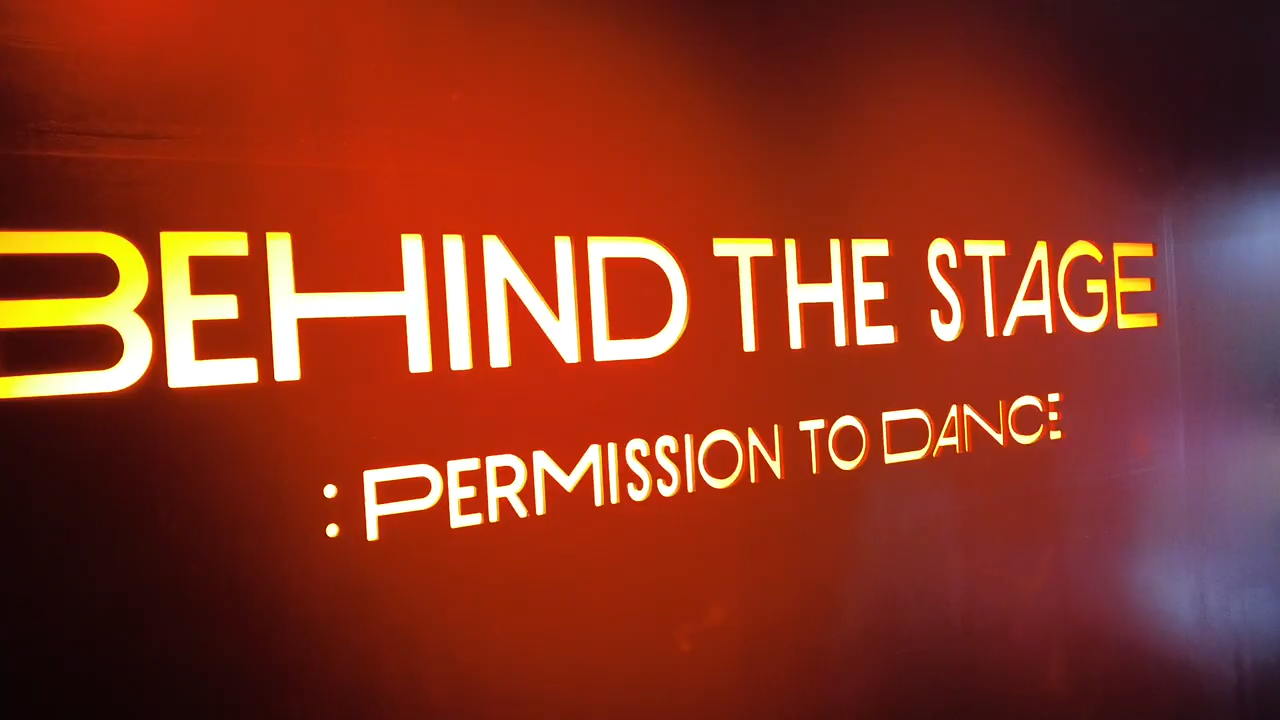 BEHIND THE STAGE
: PERMISSION TO DANCE